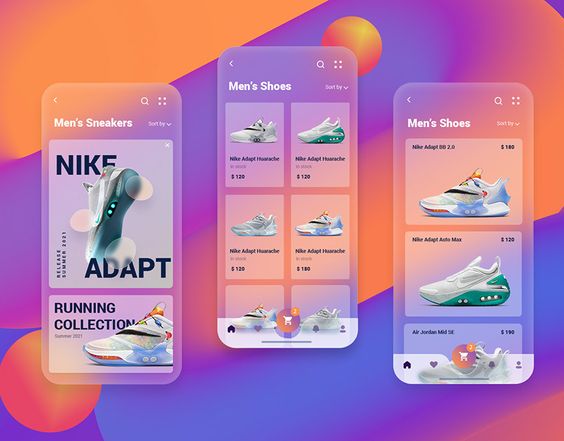 Men's Sneakers
Sort by
NIKE
ADAPT
RELEASE
SUMMER 2021
RUNNING
COLLECTION
Summer 2021
Men's Shoes
Sort by
Nike Adapt Huarache
In stock
$ 120
Nike Adapt Huarache
In stock
$ 120
Nike Adapt Huarache
In stock
$ 120
Nike Adapt Huarache
In stock
$ 180
2
Men's Shoes
Sort by
Nike Adapt BB 2.0
$ 180
Nike Adapt Auto Max
$ 120
Air Jordan Mid SE
$ 190
2